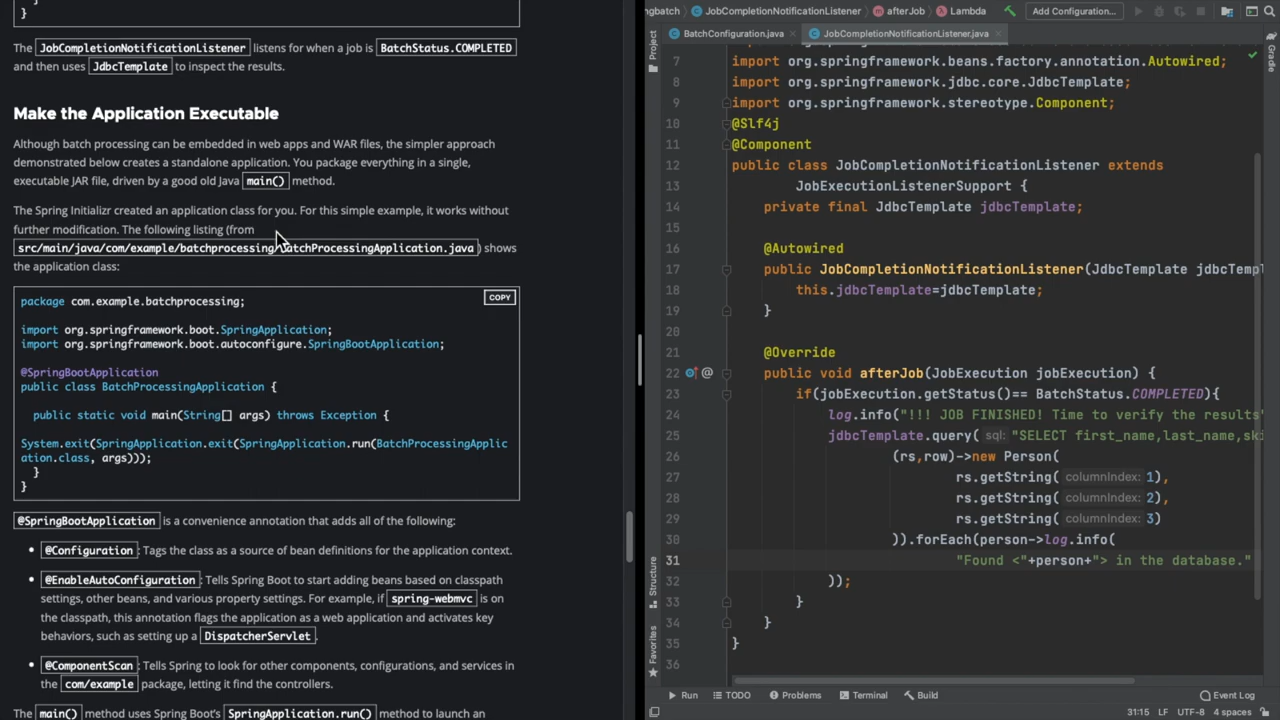 }
The JobCompletionNotificationListener listens for when a job is BatchStatus.COMPLETED
and then uses JdbcTemplate to inspect the results.
Make the Application Executable
Although batch processing can be embedded in web apps and WAR files, the simpler approach
demonstrated below creates a standalone application. You package everything in a single,
executable JAR file, driven by a good old Java main() method.
The Spring Initializr created an application class for you. For this simple example, it works without
further modification. The following listing (from
src/main/java/com/example/batchprocessing/BatchProcessingApplication.java) shows
the application class:
COPY
package com.example.batchprocessing;
import org.springframework.boot.SpringApplication;
import org.springframework.boot.autoconfigure.SpringBootApplication;
@SpringBootApplication
public class BatchProcessingApplication {
public static void main(String[] args) throws Exception {
System.exit(SpringApplication.exit(SpringApplication.run(BatchProcessingApplic
ation.class, args)));
}
}
@SpringBootApplication is a convenience annotation that adds all of the following:
• @Configuration: Tags the class as a source of bean definitions for the application context.
• @EnableAutoConfiguration: Tells Spring Boot to start adding beans based on classpath
settings, other beans, and various property settings. For example, if spring-webmvc is on
the classpath, this annotation flags the application as a web application and activates key
behaviors, such as setting up a DispatcherServlet.
• @ComponentScan: Tells Spring to look for other components, configurations, and services in
the com/example package, letting it find the controllers.
The main() method uses Spring Boot's SpringApplication.run() method to launch an
ngbatch JobCompletionNotificationListener afterJob Lambda Add Configuration...
BatchConfiguration.java JobCompletionNotificationListener.java
Project
Structure
Favorites
Gradle
7 import org.springframework.beans.factory.annotation.Autowired;
8 import org.springframework.jdbc.core.JdbcTemplate;
9 import org.springframework.stereotype.Component;
10 @Slf4j
11 @Component
12 public class JobCompletionNotificationListener extends
13 JobExecutionListenerSupport {
14 private final JdbcTemplate jdbcTemplate;
15
16 @Autowired
17 public JobCompletionNotificationListener(JdbcTemplate jdbcTempl
18 this.jdbcTemplate=jdbcTemplate;
19 }
20
21 @Override
22 @ public void afterJob(JobExecution jobExecution) {
23 if(jobExecution.getStatus()== BatchStatus.COMPLETED){
24 log.info("!!! JOB FINISHED! Time to verify the results"
25 jdbcTemplate.query( sql: "SELECT first_name,last_name,ski
26 (rs,row)->new Person(
27 rs.getString( columnIndex: 1),
28 rs.getString( columnIndex: 2),
29 rs.getString( columnIndex: 3)
30 )).forEach(person->log.info(
31 "Found <"+person+"> in the database."
32 ));
33 }
34 }
35 }
36
Run TODO Problems Terminal Build Event Log
31:15 LF UTF-8 4 spaces